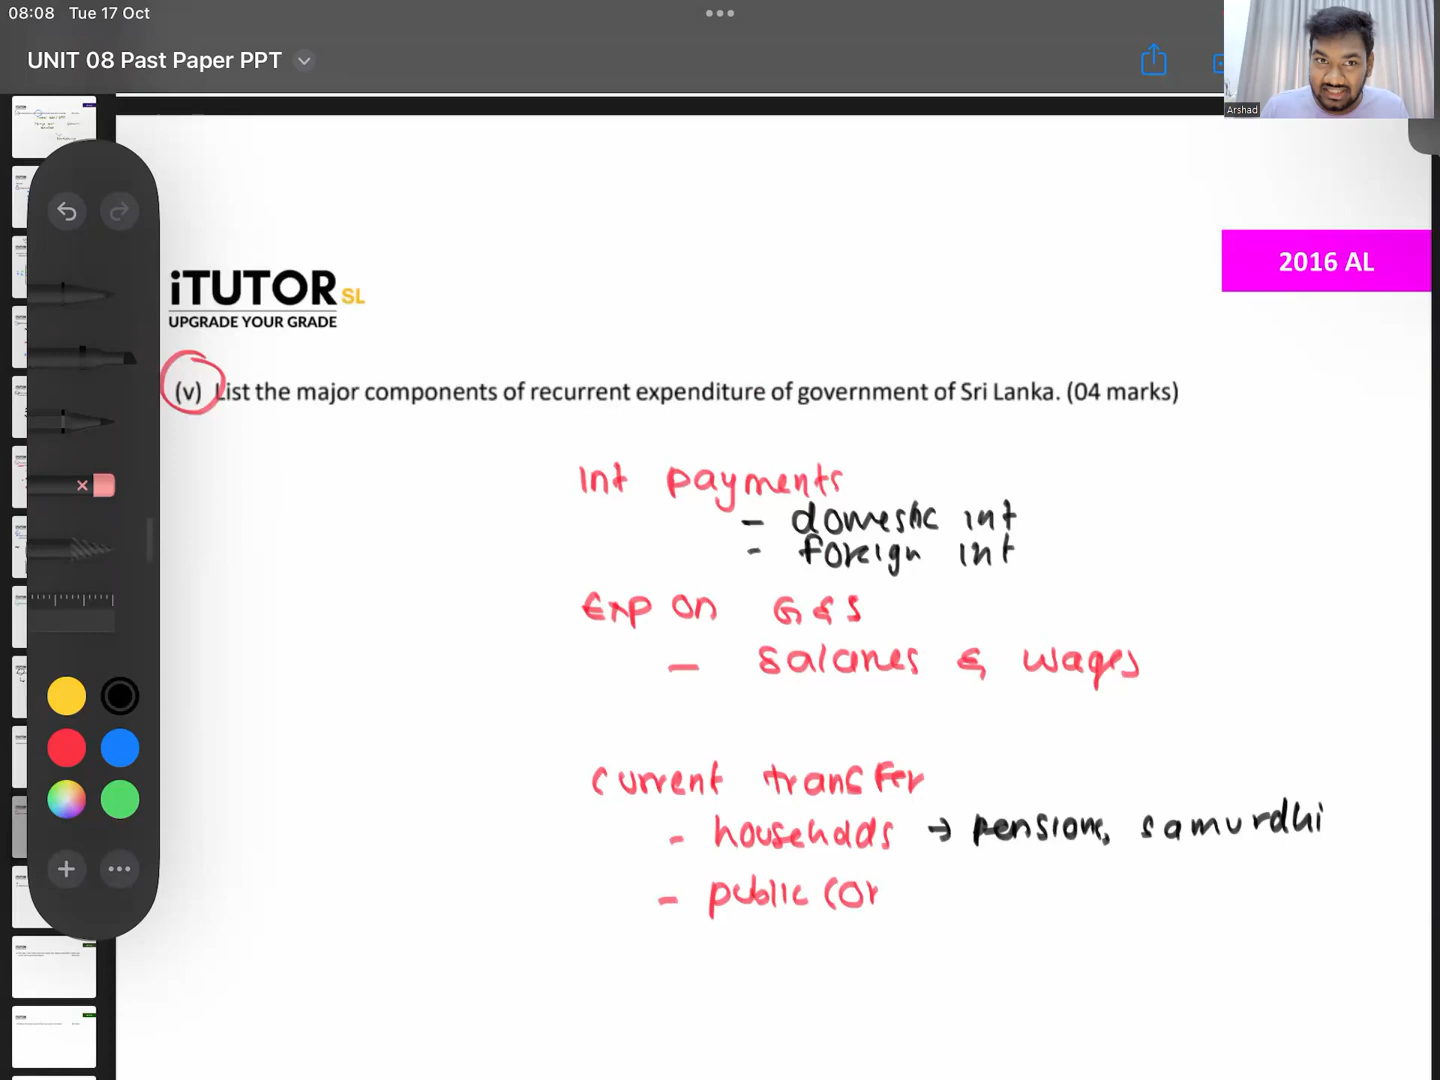 08:08 Tue 17 Oct
UNIT 08 Past Paper PPT
Arshad
2016 AL
iTUTOR SL
UPGRADE YOUR GRADE
(v) List the major components of recurrent expenditure of government of Sri Lanka. (04 marks)
Int payments
- domestic int
- foreign int
Exp on G & S
- salaries & wages
current transfer
- households → pensions, samurdhi
- public cor